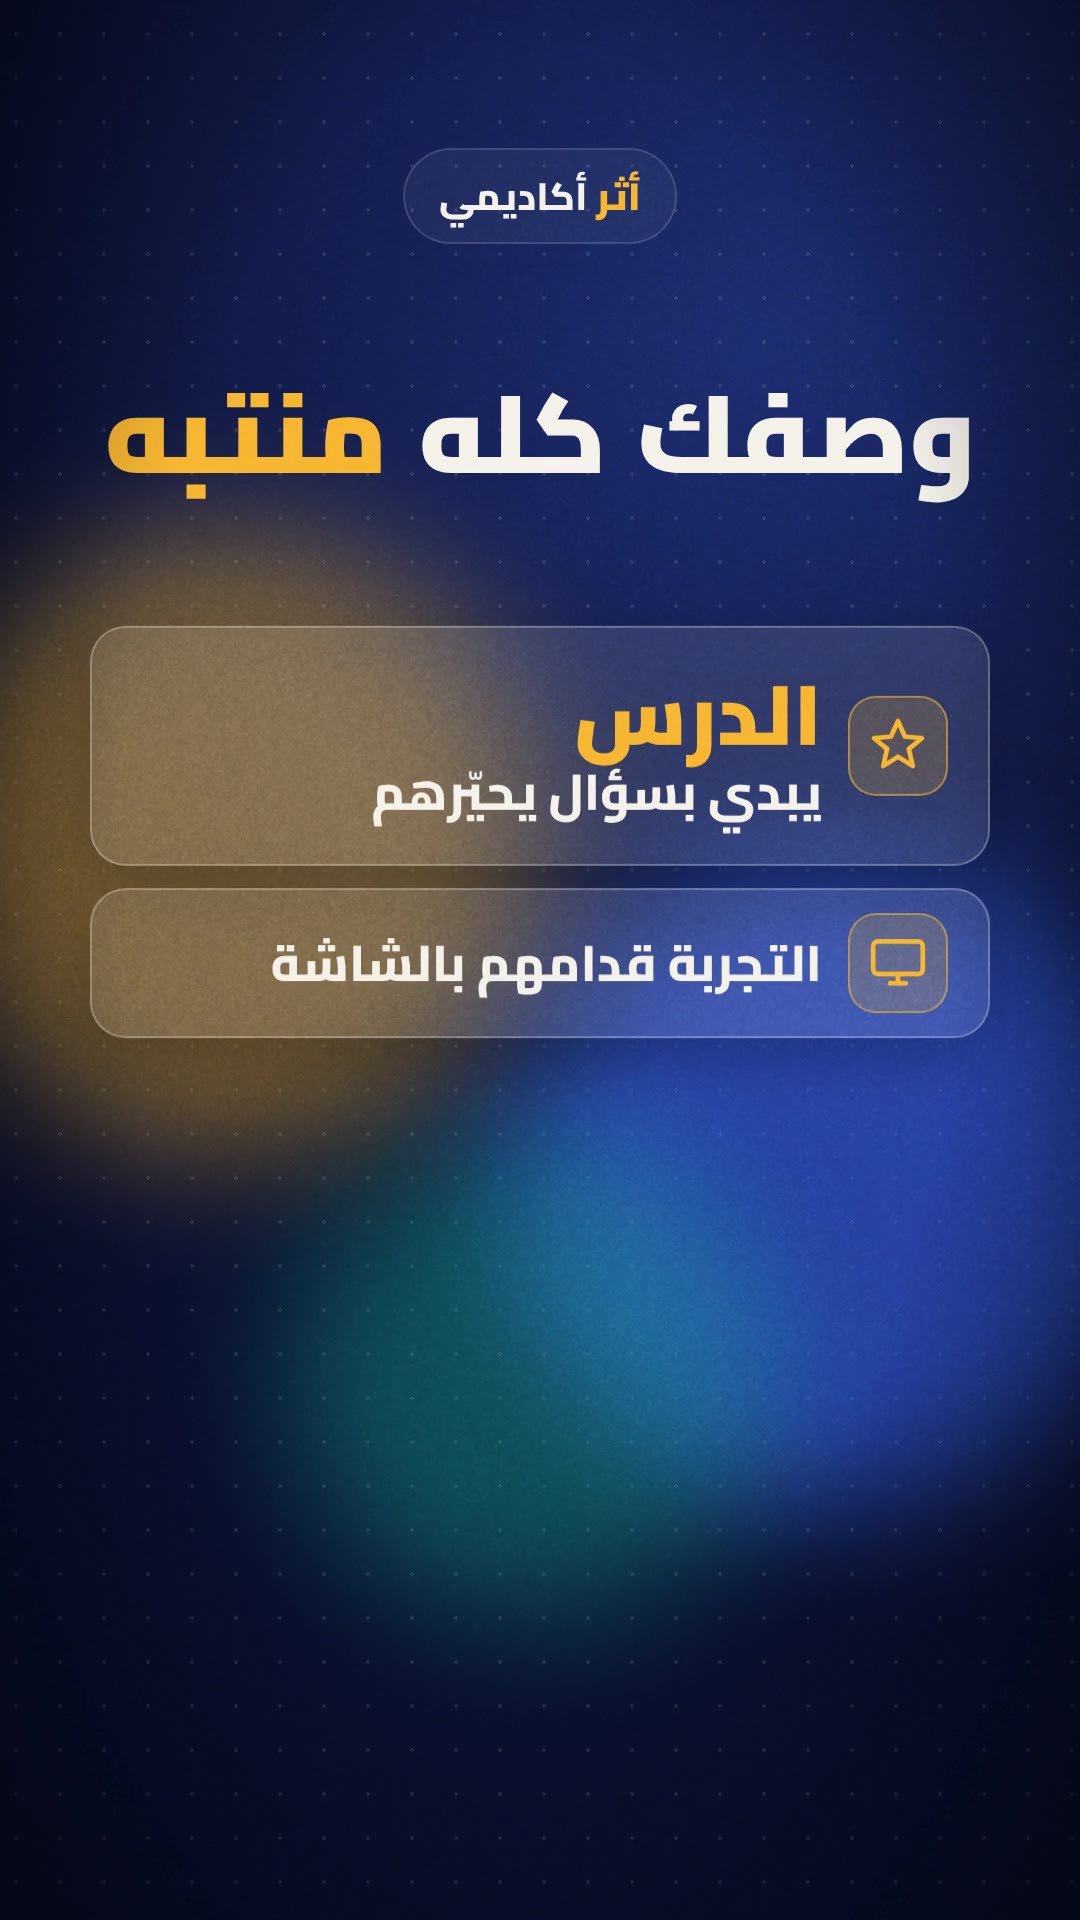 أثر أكاديمي
وصفك كله منتبه
الدرس
يبدي بسؤال يحيّرهم
التجربة قدامهم بالشاشة